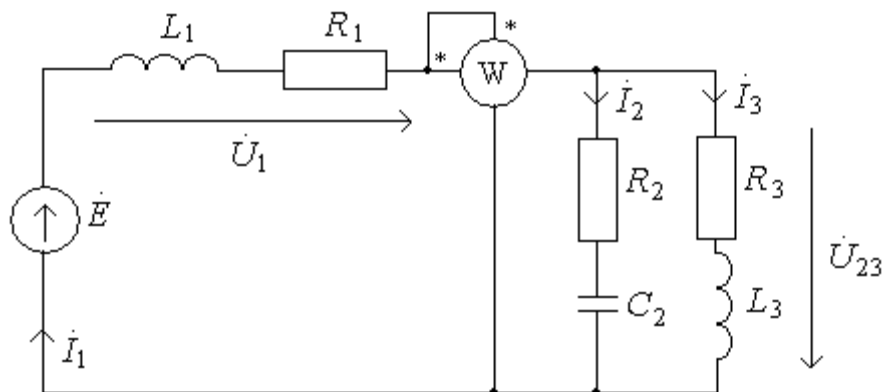 L₁
R₁
*
*
W
İ₂
İ₃
U̇₁
R₂
R₃
Ė
U̇₂₃
C₂
L₃
İ₁